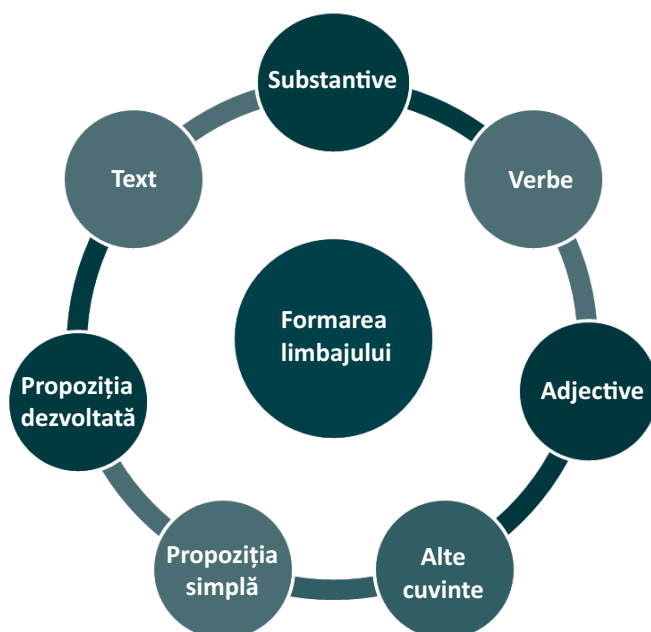 Substantive
Verbe
Adjective
Alte
cuvinte
Propoziția
simplă
Propoziția
dezvoltată
Text
Formarea
limbajului